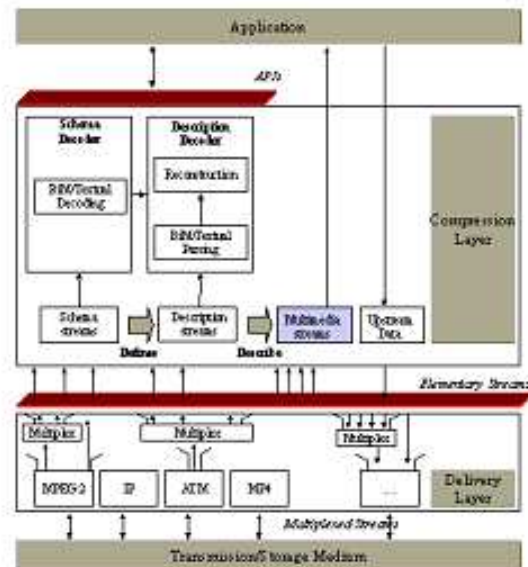 Application
APIs
Schema
Decoder
Description
Decoder
Reconstruction
BiM/Textual
Decoding
BiM/Textual
Parsing
Compression
Layer
Schema
streams
Description
streams
Multimedia
streams
Upstream
Data
Defines
Describe
Elementary Streams
Multiplex
Multiplex
Multiplex
MPEG-2
IP
ATM
MP4
....
Delivery
Layer
Multiplexed Streams
Transmission/Storage Medium